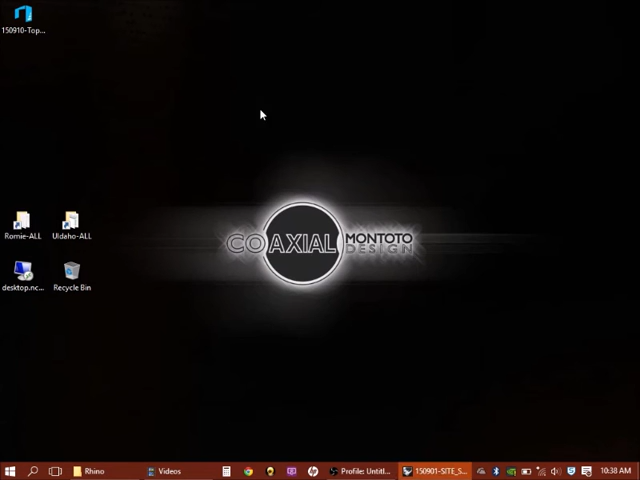 150910-Top...
Romie-ALL
UIdaho-ALL
COAXIAL MONTOTO
DESIGN
desktop.nc...
Recycle Bin
Rhino
Videos
Profile: Untitl...
150901-SITE_S...
10:38 AM